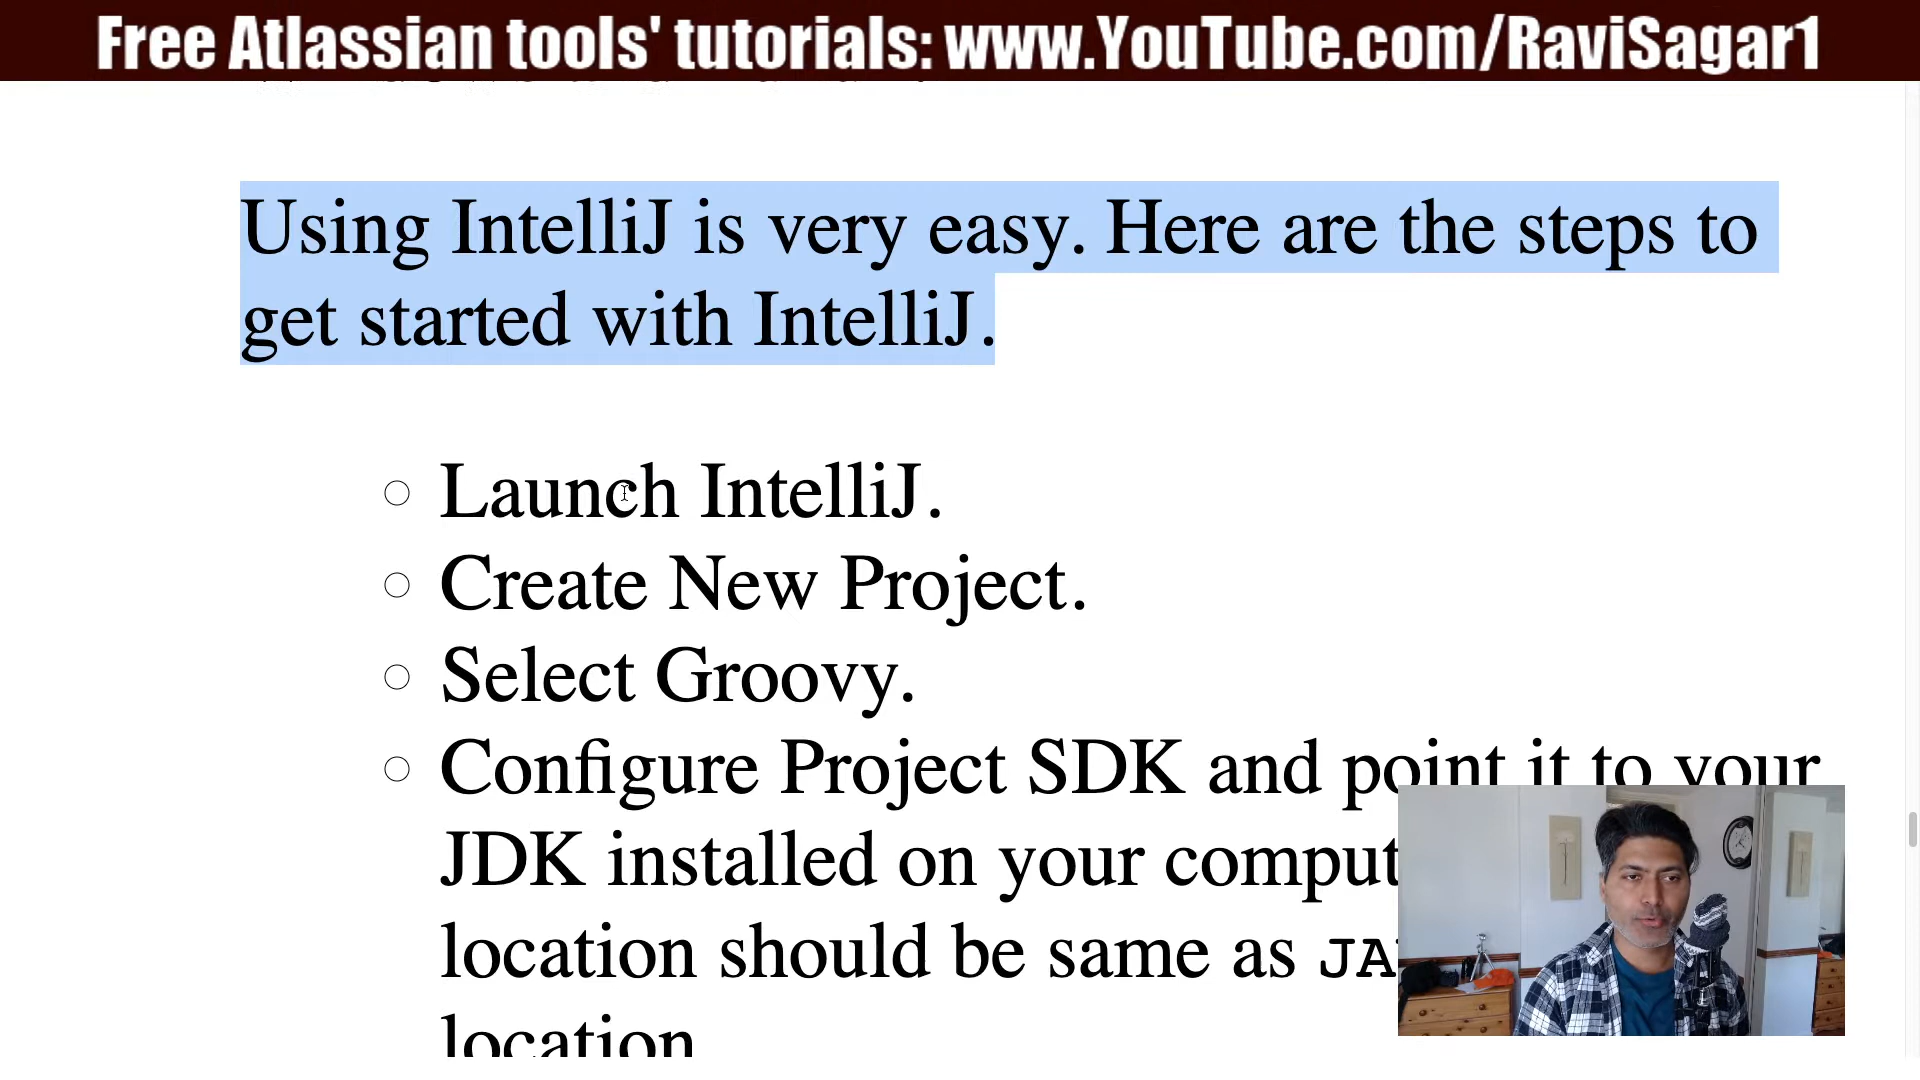 Free Atlassian tools' tutorials: www.YouTube.com/RaviSagar1
Using IntelliJ is very easy. Here are the steps to
get started with IntelliJ.
Launch IntelliJ.
Create New Project.
Select Groovy.
Configure Project SDK and point it to your
JDK installed on your
location should be same as
location